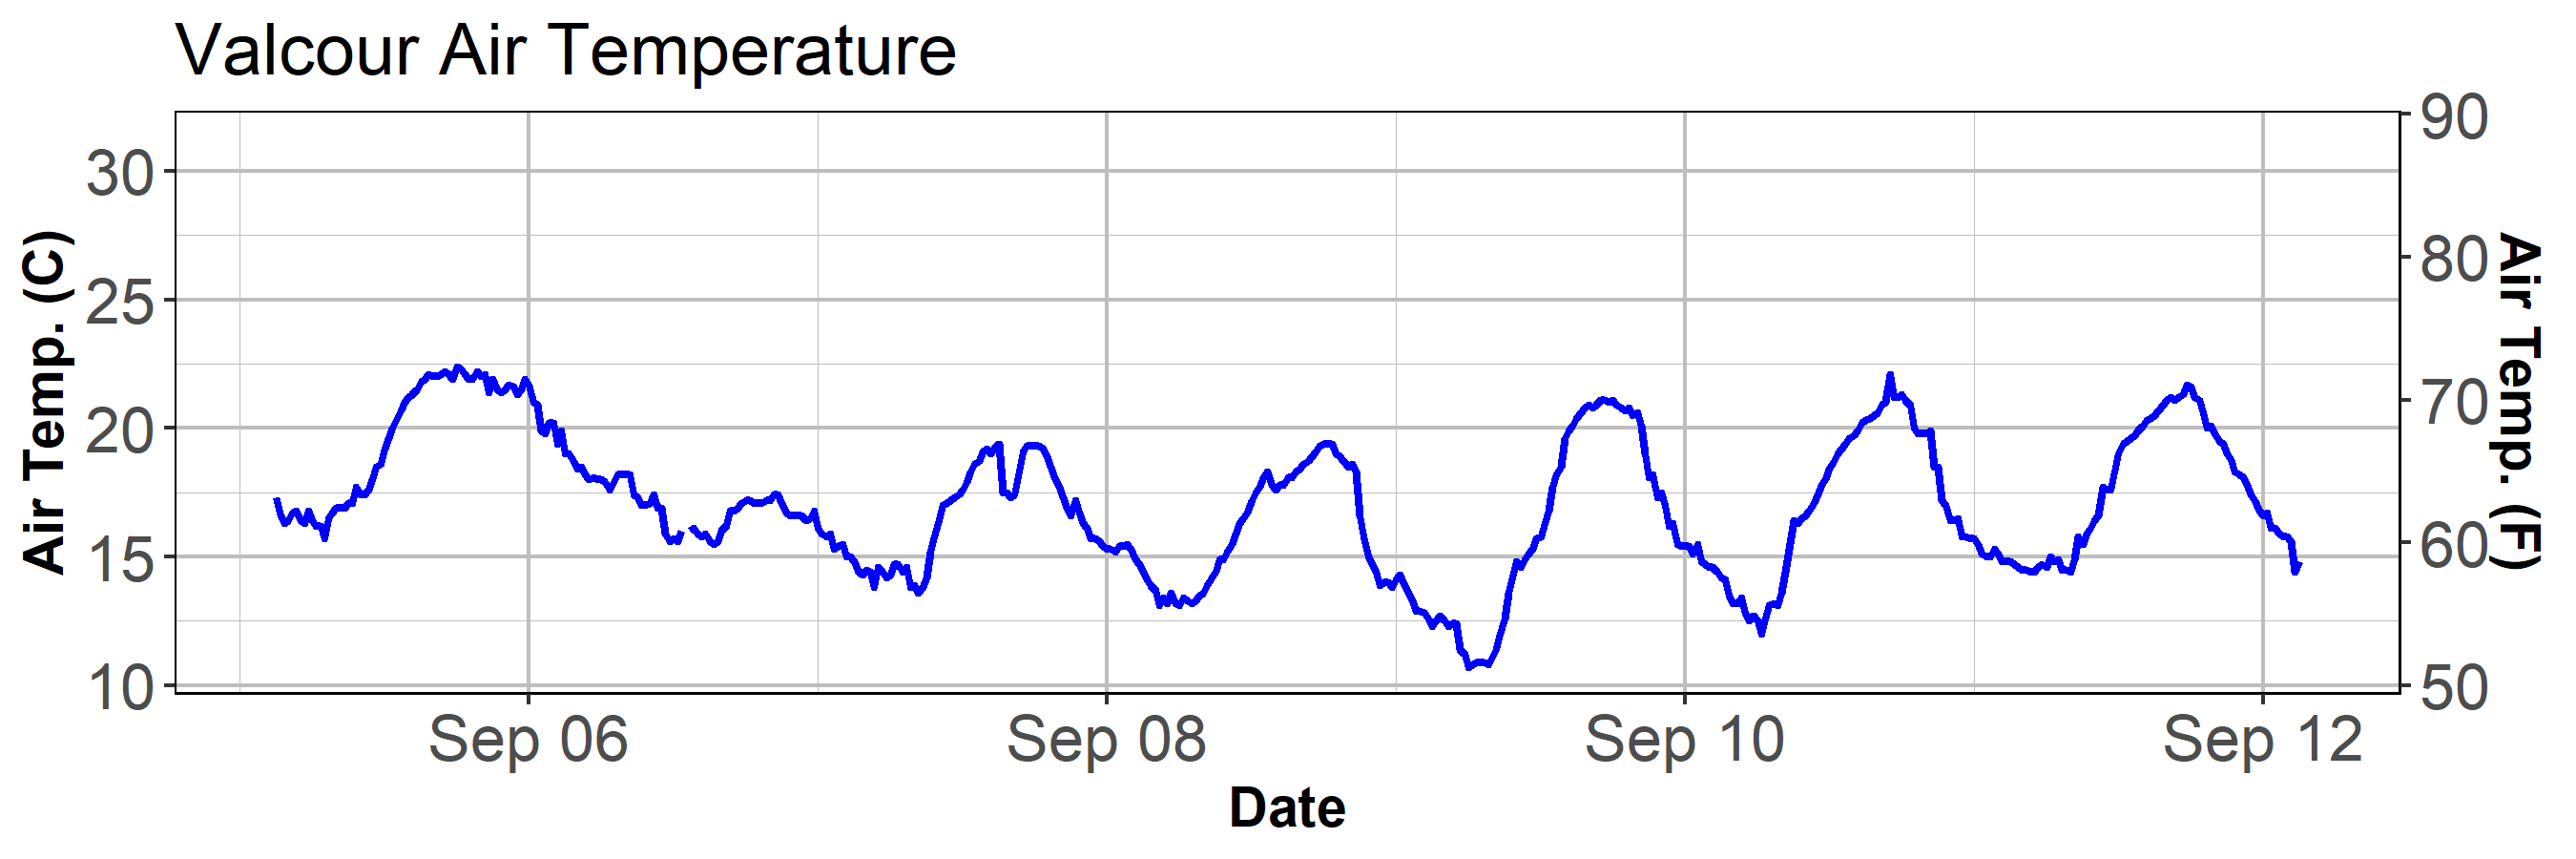 Valcour Air Temperature
Air Temp. (C)
30
25
20
15
10
90
80
70
60
50
Air Temp. (F)
Sep 06
Sep 08
Sep 10
Sep 12
Date